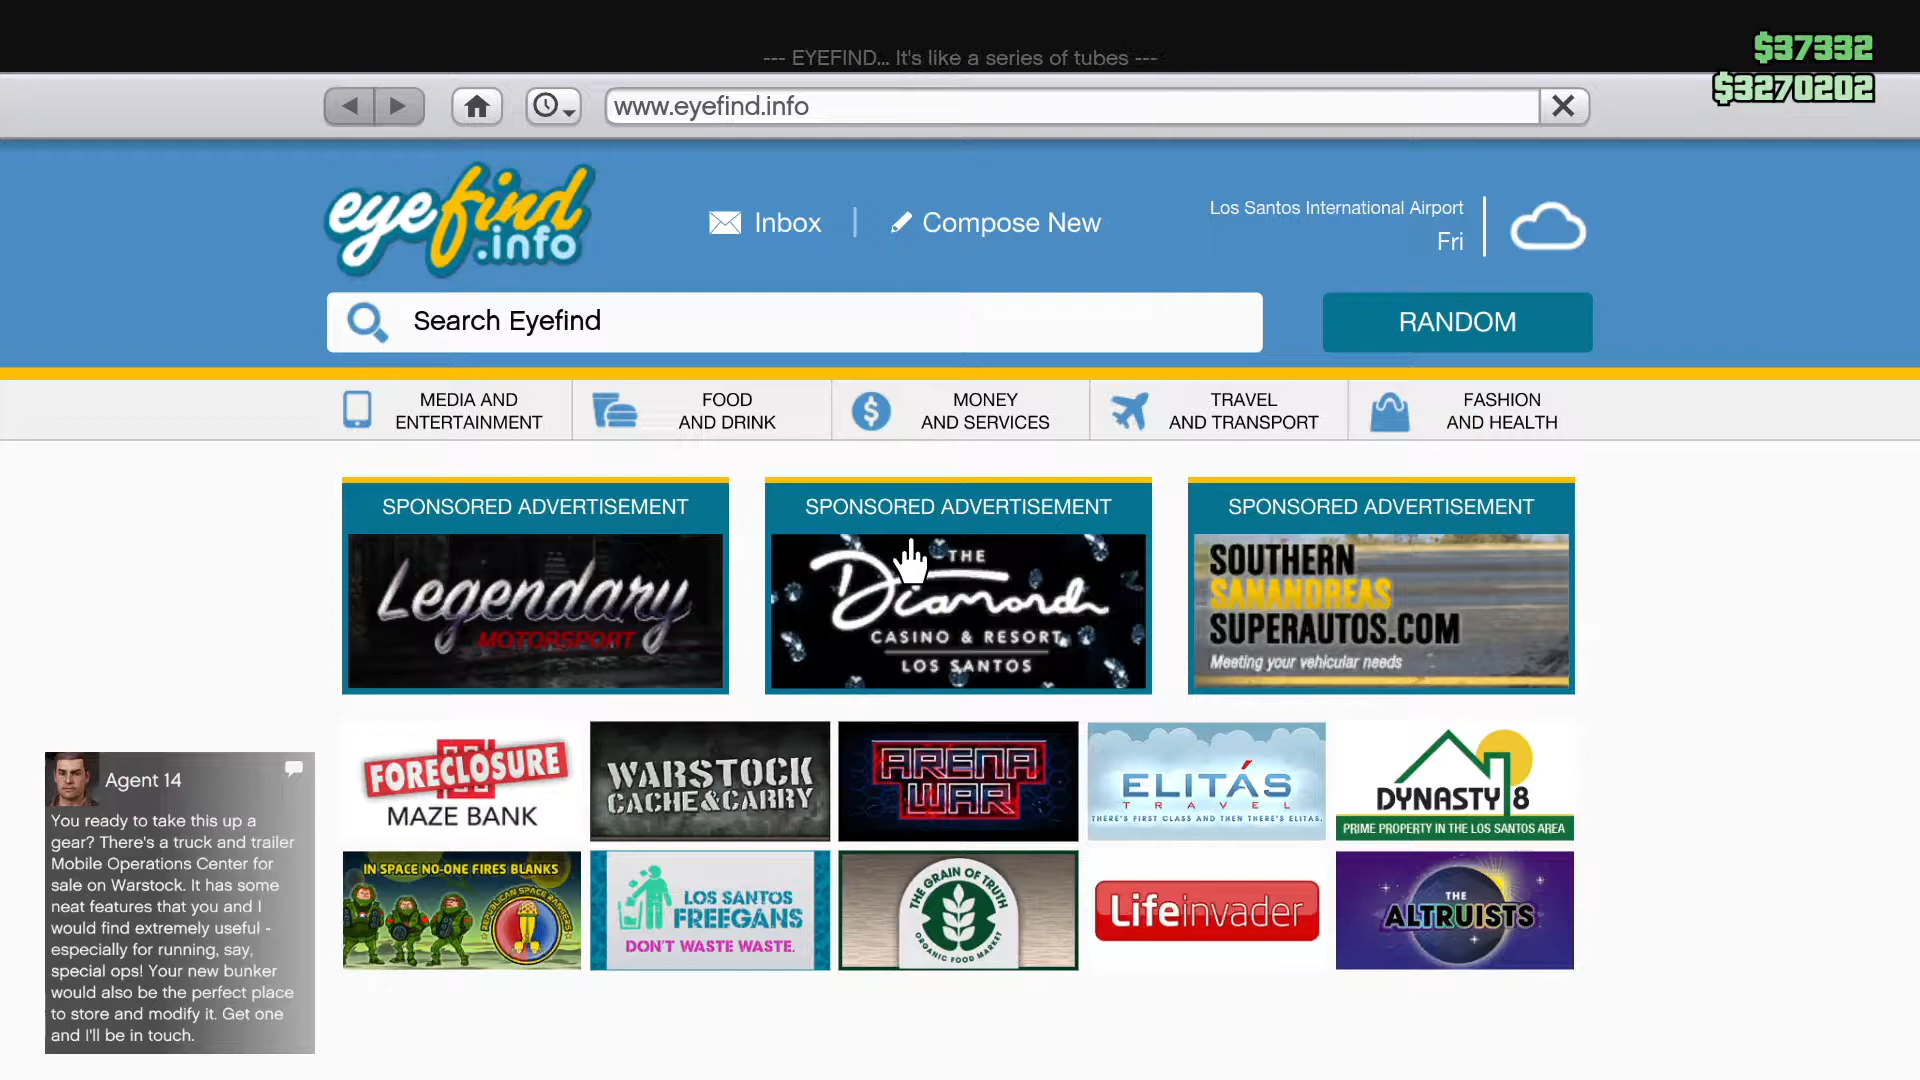 --- EYEFIND... It's like a series of tubes ---
$37332
$3270202
www.eyefind.info
eyefind
.info
Inbox
Compose New
Los Santos International Airport
Fri
Search Eyefind
RANDOM
MEDIA AND
ENTERTAINMENT
FOOD
AND DRINK
MONEY
AND SERVICES
TRAVEL
AND TRANSPORT
FASHION
AND HEALTH
SPONSORED ADVERTISEMENT
Legendary
MOTORSPORT
SPONSORED ADVERTISEMENT
THE
Diamond
CASINO & RESORT
LOS SANTOS
SPONSORED ADVERTISEMENT
SOUTHERN
SANANDREAS
SUPERAUTOS.COM
Meeting your vehicular needs
FORECLOSURE
MAZE BANK
WARSTOCK
CACHE&CARRY
ARENA
WAR
ELITÁS
TRAVEL
THERE'S FIRST CLASS AND THEN THERE'S ELITAS.
DYNASTY 8
PRIME PROPERTY IN THE LOS SANTOS AREA
IN SPACE NO-ONE FIRES BLANKS
REPUBLICAN SPACE RANGERS
LOS SANTOS
FREEGANS
DON'T WASTE WASTE.
THE GRAIN OF TRUTH
ORGANIC FOOD MARKET
Lifeinvader
THE
ALTRUISTS
Agent 14
You ready to take this up a
gear? There's a truck and trailer
Mobile Operations Center for
sale on Warstock. It has some
neat features that you and I
would find extremely useful -
especially for running, say,
special ops! Your new bunker
would also be the perfect place
to store and modify it. Get one
and I'll be in touch.